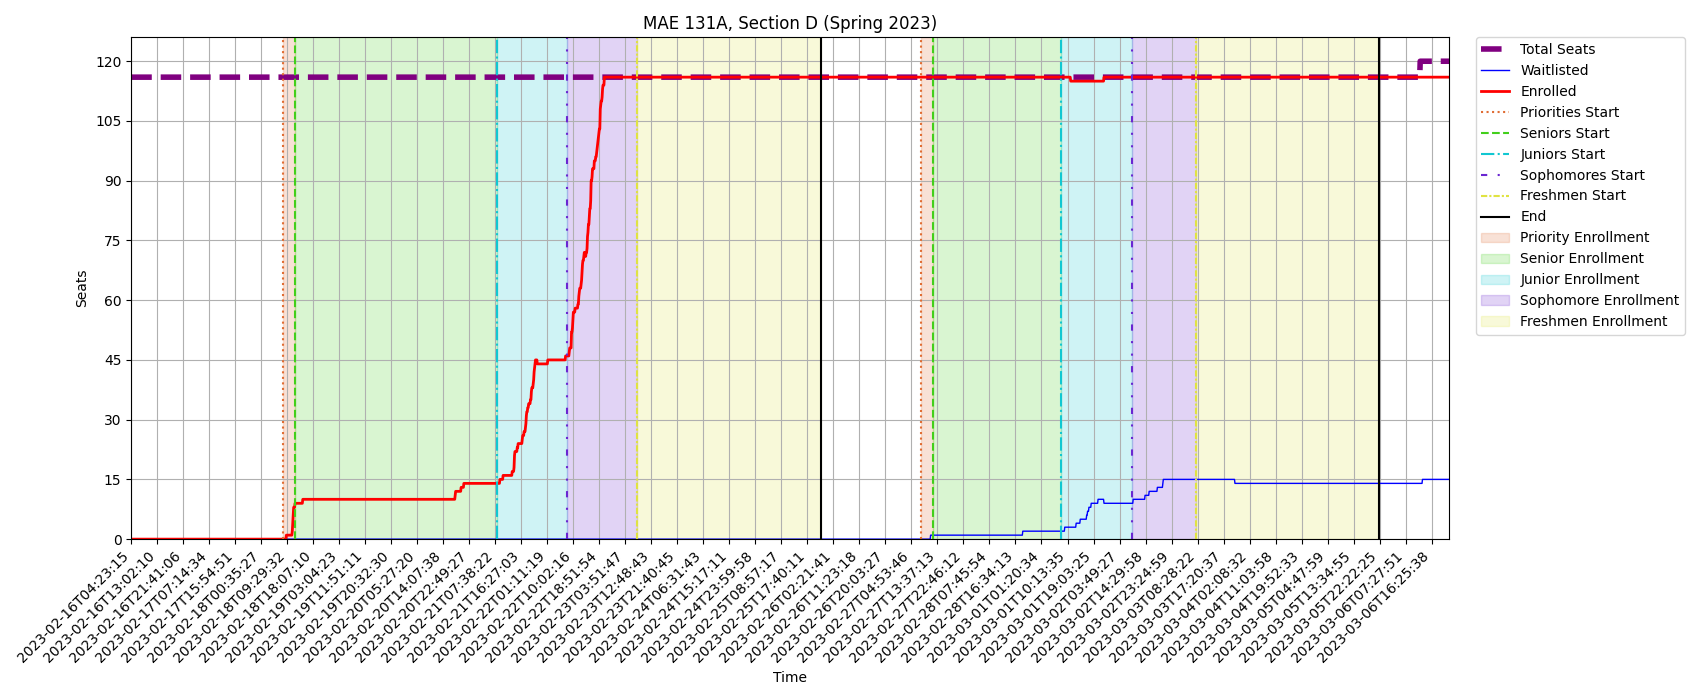 MAE 131A, Section D (Spring 2023)
Seats
120
105
90
75
60
45
30
15
0
2023-02-16T04:23:15
2023-02-16T13:02:10
2023-02-16T21:41:06
2023-02-17T07:14:34
2023-02-17T15:54:51
2023-02-18T00:35:27
2023-02-18T09:29:32
2023-02-18T18:07:10
2023-02-19T03:04:23
2023-02-19T11:51:11
2023-02-19T20:32:30
2023-02-20T05:27:20
2023-02-20T14:07:38
2023-02-20T22:49:27
2023-02-21T07:38:22
2023-02-21T16:27:03
2023-02-22T01:11:19
2023-02-22T10:02:16
2023-02-22T18:51:54
2023-02-23T03:51:47
2023-02-23T12:48:43
2023-02-23T21:40:45
2023-02-24T06:31:43
2023-02-24T15:17:11
2023-02-24T23:59:58
2023-02-25T08:57:17
2023-02-25T17:40:11
2023-02-26T02:21:41
2023-02-26T11:23:18
2023-02-26T20:03:27
2023-02-27T04:53:46
2023-02-27T13:37:13
2023-02-27T22:46:12
2023-02-28T07:45:54
2023-02-28T16:34:13
2023-03-01T01:20:34
2023-03-01T10:13:35
2023-03-01T19:03:25
2023-03-02T03:49:27
2023-03-02T14:29:58
2023-03-02T23:24:59
2023-03-03T08:28:22
2023-03-03T17:20:37
2023-03-04T02:08:32
2023-03-04T11:03:58
2023-03-04T19:52:33
2023-03-05T04:47:59
2023-03-05T13:34:55
2023-03-05T22:22:25
2023-03-06T07:27:51
2023-03-06T16:25:38
Time
Total Seats
Waitlisted
Enrolled
Priorities Start
Seniors Start
Juniors Start
Sophomores Start
Freshmen Start
End
Priority Enrollment
Senior Enrollment
Junior Enrollment
Sophomore Enrollment
Freshmen Enrollment